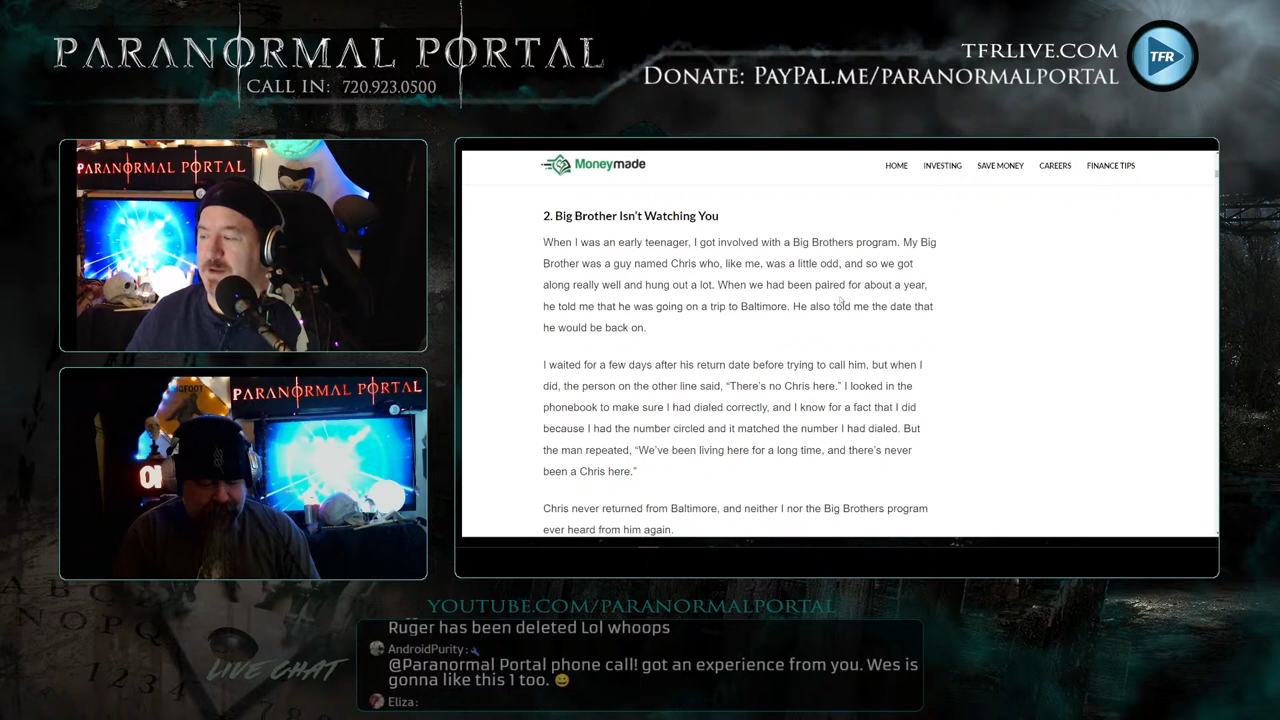 PARANORMAL PORTAL
CALL IN: 720.923.0500
TFRLIVE.COM
DONATE: PAYPAL.ME/PARANORMALPORTAL
TFR
PARANORMAL PORTAL
BIGFOOT
PARANORMAL PORTAL
Moneymade
HOME INVESTING SAVE MONEY CAREERS FINANCE TIPS
2. Big Brother Isn't Watching You
When I was an early teenager, I got involved with a Big Brothers program. My Big
Brother was a guy named Chris who, like me, was a little odd, and so we got
along really well and hung out a lot. When we had been paired for about a year,
he told me that he was going on a trip to Baltimore. He also told me the date that
he would be back on.
I waited for a few days after his return date before trying to call him, but when I
did, the person on the other line said, “There’s no Chris here.” I looked in the
phonebook to make sure I had dialed correctly, and I know for a fact that I did
because I had the number circled and it matched the number I had dialed. But
the man repeated, “We’ve been living here for a long time, and there’s never
been a Chris here.”
Chris never returned from Baltimore, and neither I nor the Big Brothers program
ever heard from him again.
YOUTUBE.COM/PARANORMALPORTAL
LIVE CHAT
Ruger has been deleted Lol whoops
AndroidPurity:
@Paranormal Portal phone call! got an experience from you. Wes is
gonna like this 1 too. 😀
Eliza: